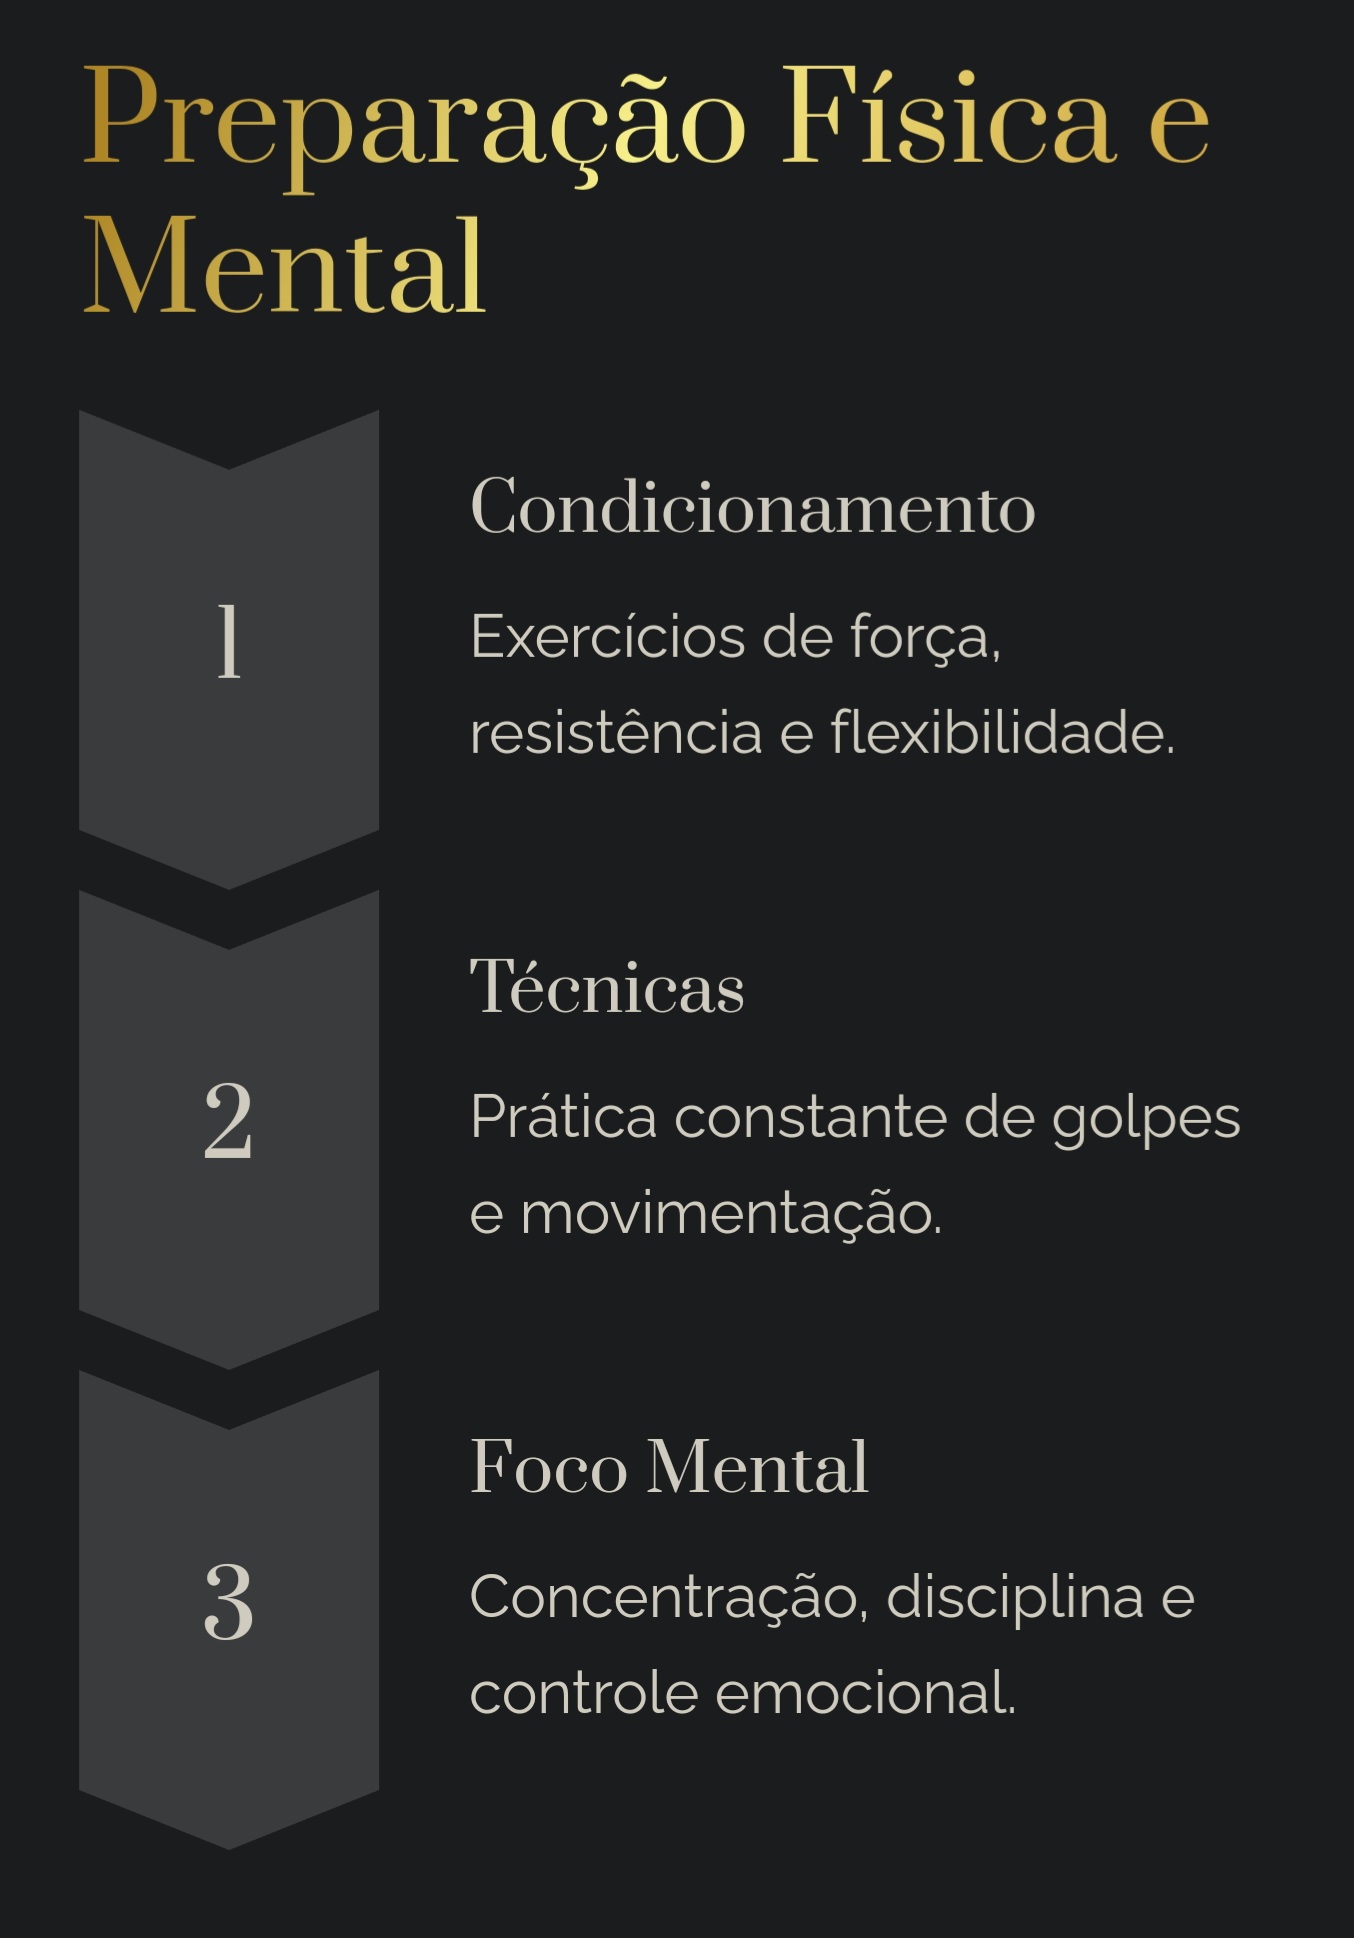 Preparação Física e
Mental
1
Condicionamento
Exercícios de força,
resistência e flexibilidade.
2
Técnicas
Prática constante de golpes
e movimentação.
3
Foco Mental
Concentração, disciplina e
controle emocional.